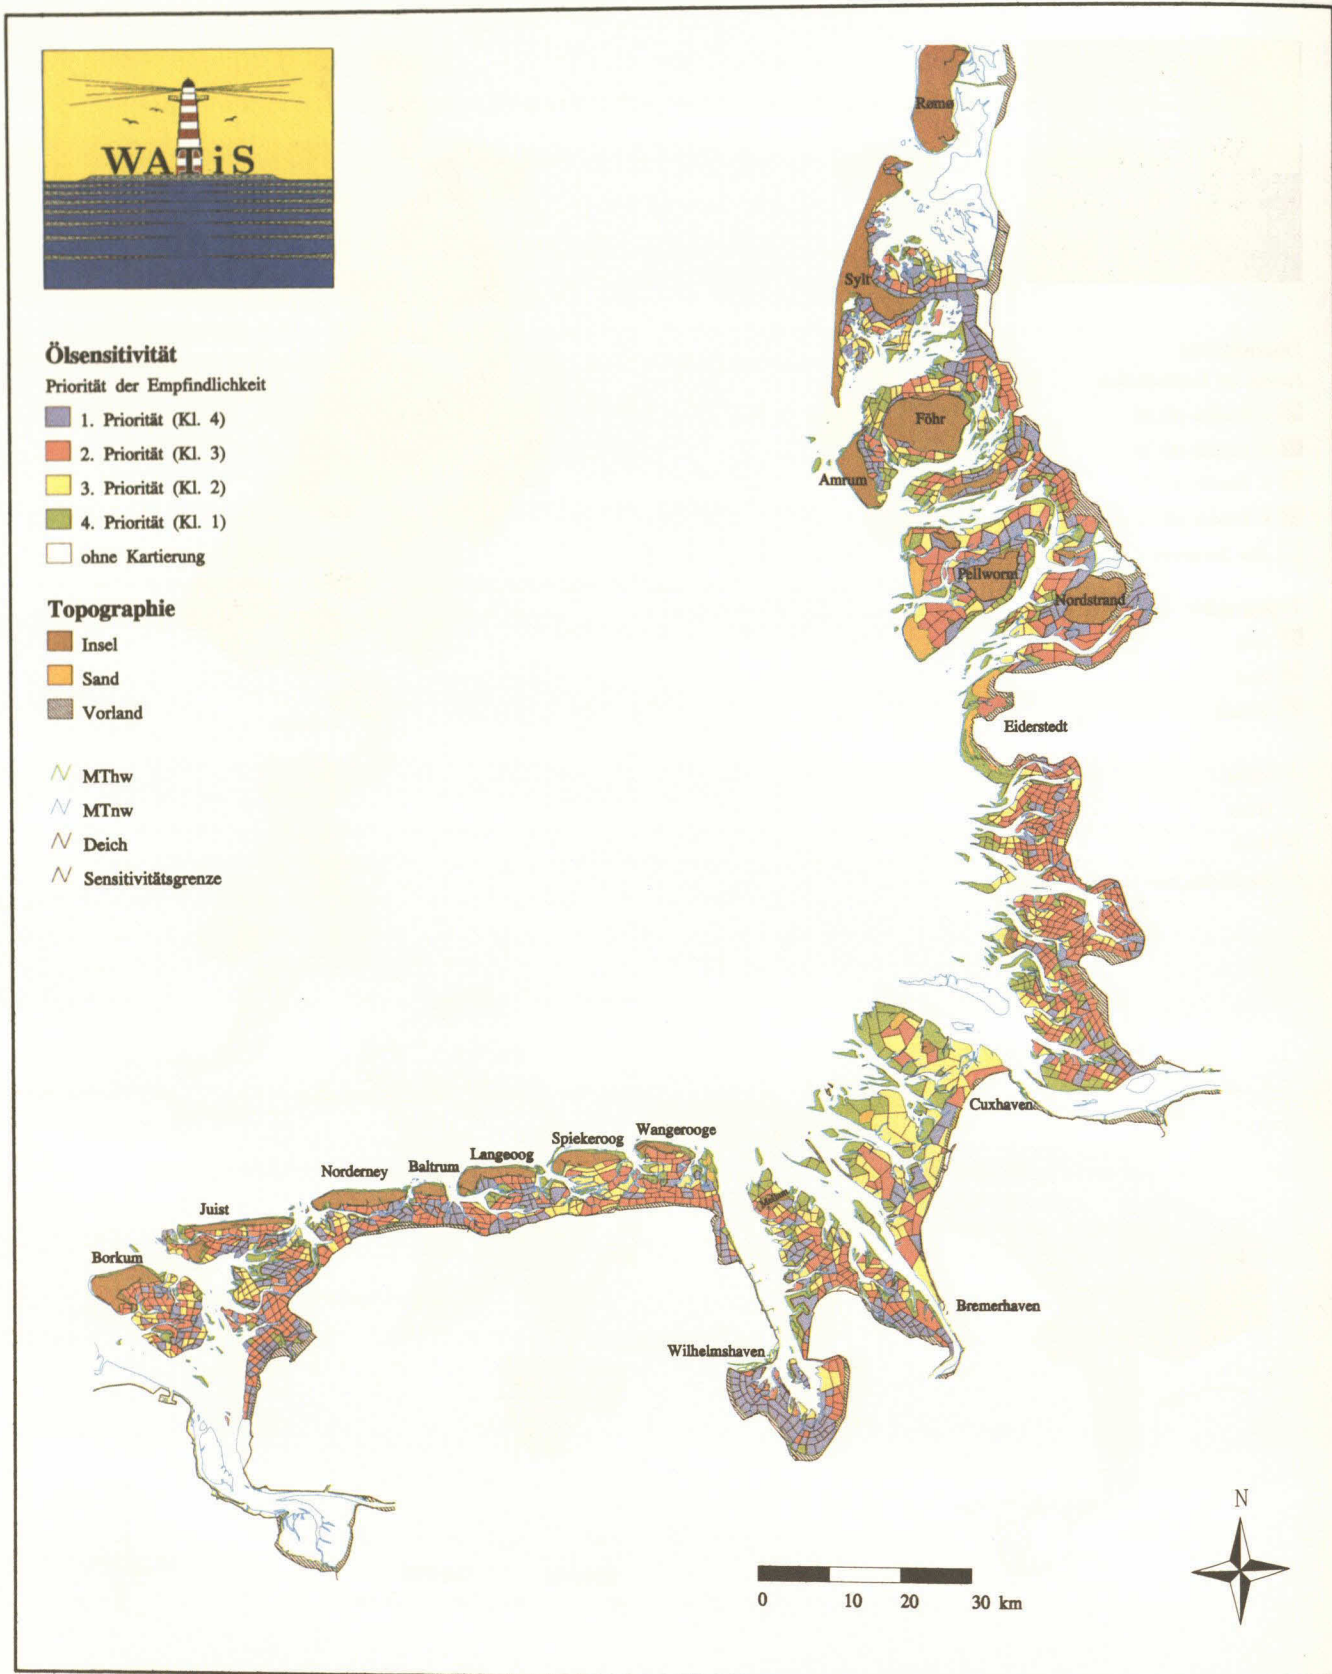 WATiS
Ölsensitivität
Priorität der Empfindlichkeit
1. Priorität (Kl. 4)
2. Priorität (Kl. 3)
3. Priorität (Kl. 2)
4. Priorität (Kl. 1)
ohne Kartierung
Topographie
Insel
Sand
Vorland
MThw
MTnw
Deich
Sensitivitätsgrenze
Rømø
Sylt
Föhr
Amrum
Pellworm
Nordstrand
Eiderstedt
Cuxhaven
Wangerooge
Spiekeroog
Langeoog
Baltrum
Norderney
Juist
Borkum
Mellum
Bremerhaven
Wilhelmshaven
N
0 10 20 30 km